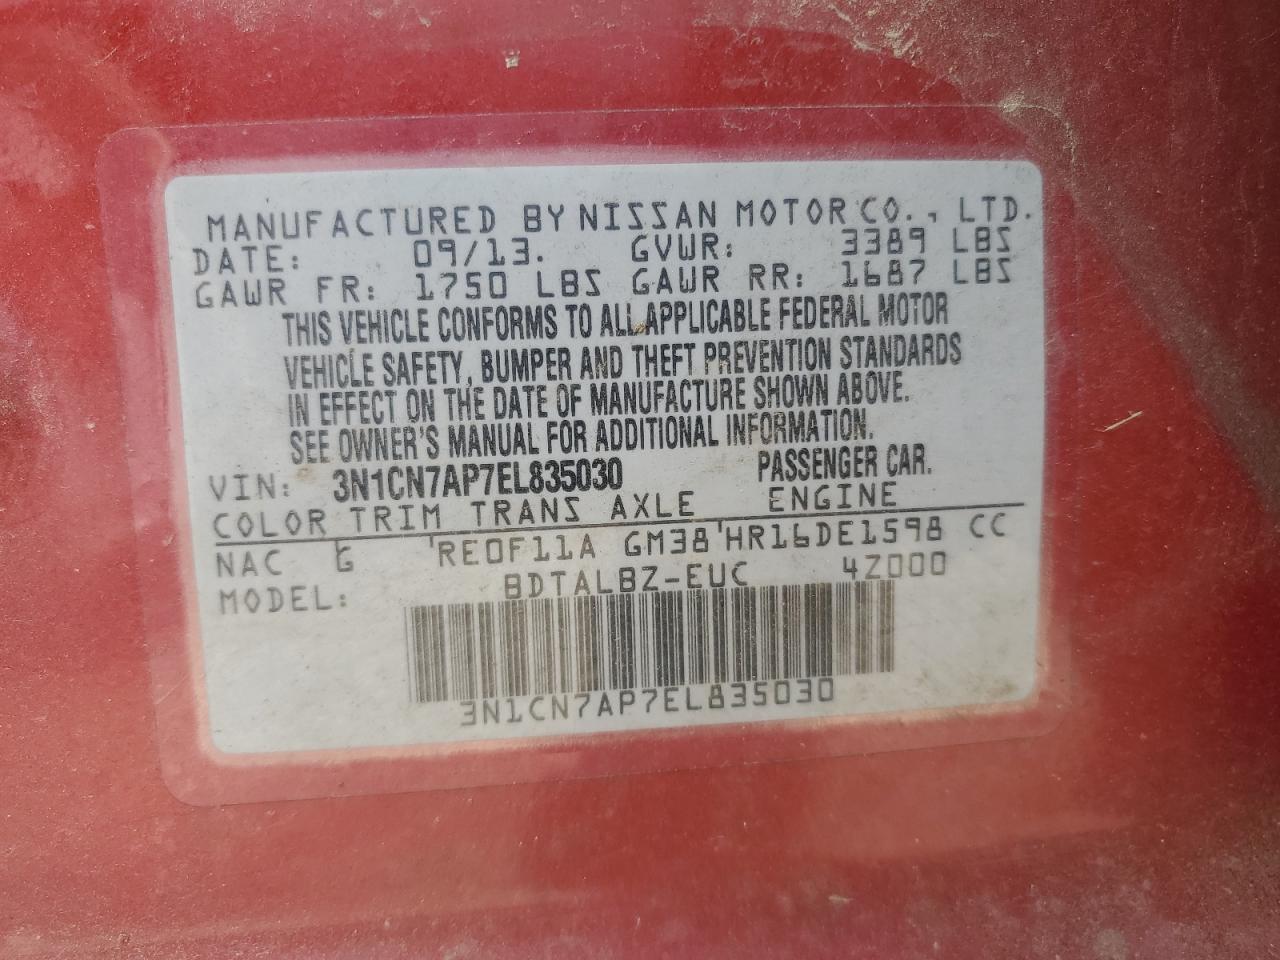 MANUFACTURED BY NISSAN MOTOR CO., LTD.
DATE: 09/13. GVWR: 3389 LBS
GAWR FR: 1750 LBS GAWR RR: 1687 LBS
THIS VEHICLE CONFORMS TO ALL APPLICABLE FEDERAL MOTOR
VEHICLE SAFETY, BUMPER AND THEFT PREVENTION STANDARDS
IN EFFECT ON THE DATE OF MANUFACTURE SHOWN ABOVE.
SEE OWNER'S MANUAL FOR ADDITIONAL INFORMATION.
VIN: 3N1CN7AP7EL835030 PASSENGER CAR.
COLOR TRIM TRANS AXLE ENGINE
NAC G 'RE0F11A GM38'HR16DE1598 CC
MODEL: BDTALBZ-EUC 4Z000
3N1CN7AP7EL835030